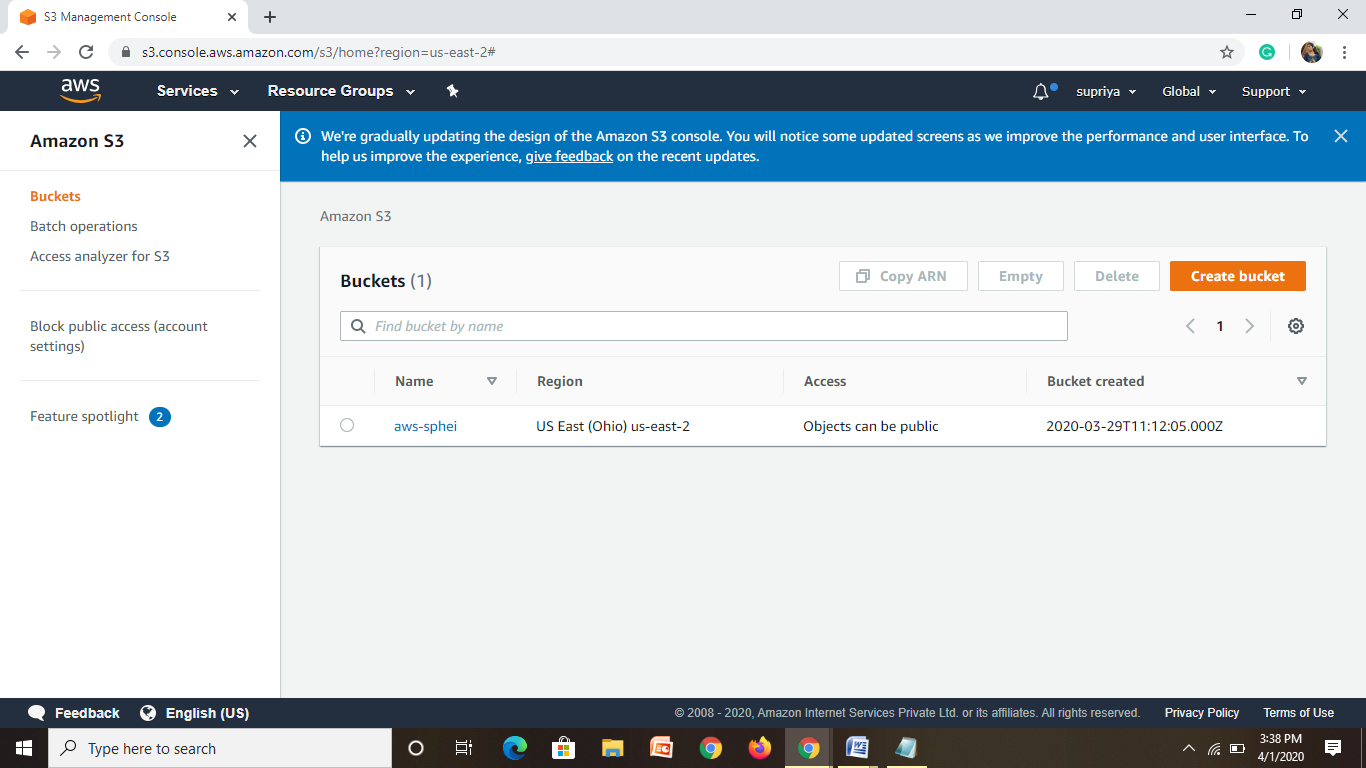 S3 Management Console
s3.console.aws.amazon.com/s3/home?region=us-east-2#
aws
Services
Resource Groups
supriya
Global
Support
Amazon S3
Buckets
Batch operations
Access analyzer for S3
Block public access (account
settings)
Feature spotlight 2
We're gradually updating the design of the Amazon S3 console. You will notice some updated screens as we improve the performance and user interface. To
help us improve the experience, give feedback on the recent updates.
Amazon S3
Buckets (1)
Copy ARN
Empty
Delete
Create bucket
Find bucket by name
1
Name
Region
Access
Bucket created
aws-sphei
US East (Ohio) us-east-2
Objects can be public
2020-03-29T11:12:05.000Z
Feedback
English (US)
© 2008 - 2020, Amazon Internet Services Private Ltd. or its affiliates. All rights reserved.
Privacy Policy
Terms of Use
Type here to search
3:38 PM
4/1/2020